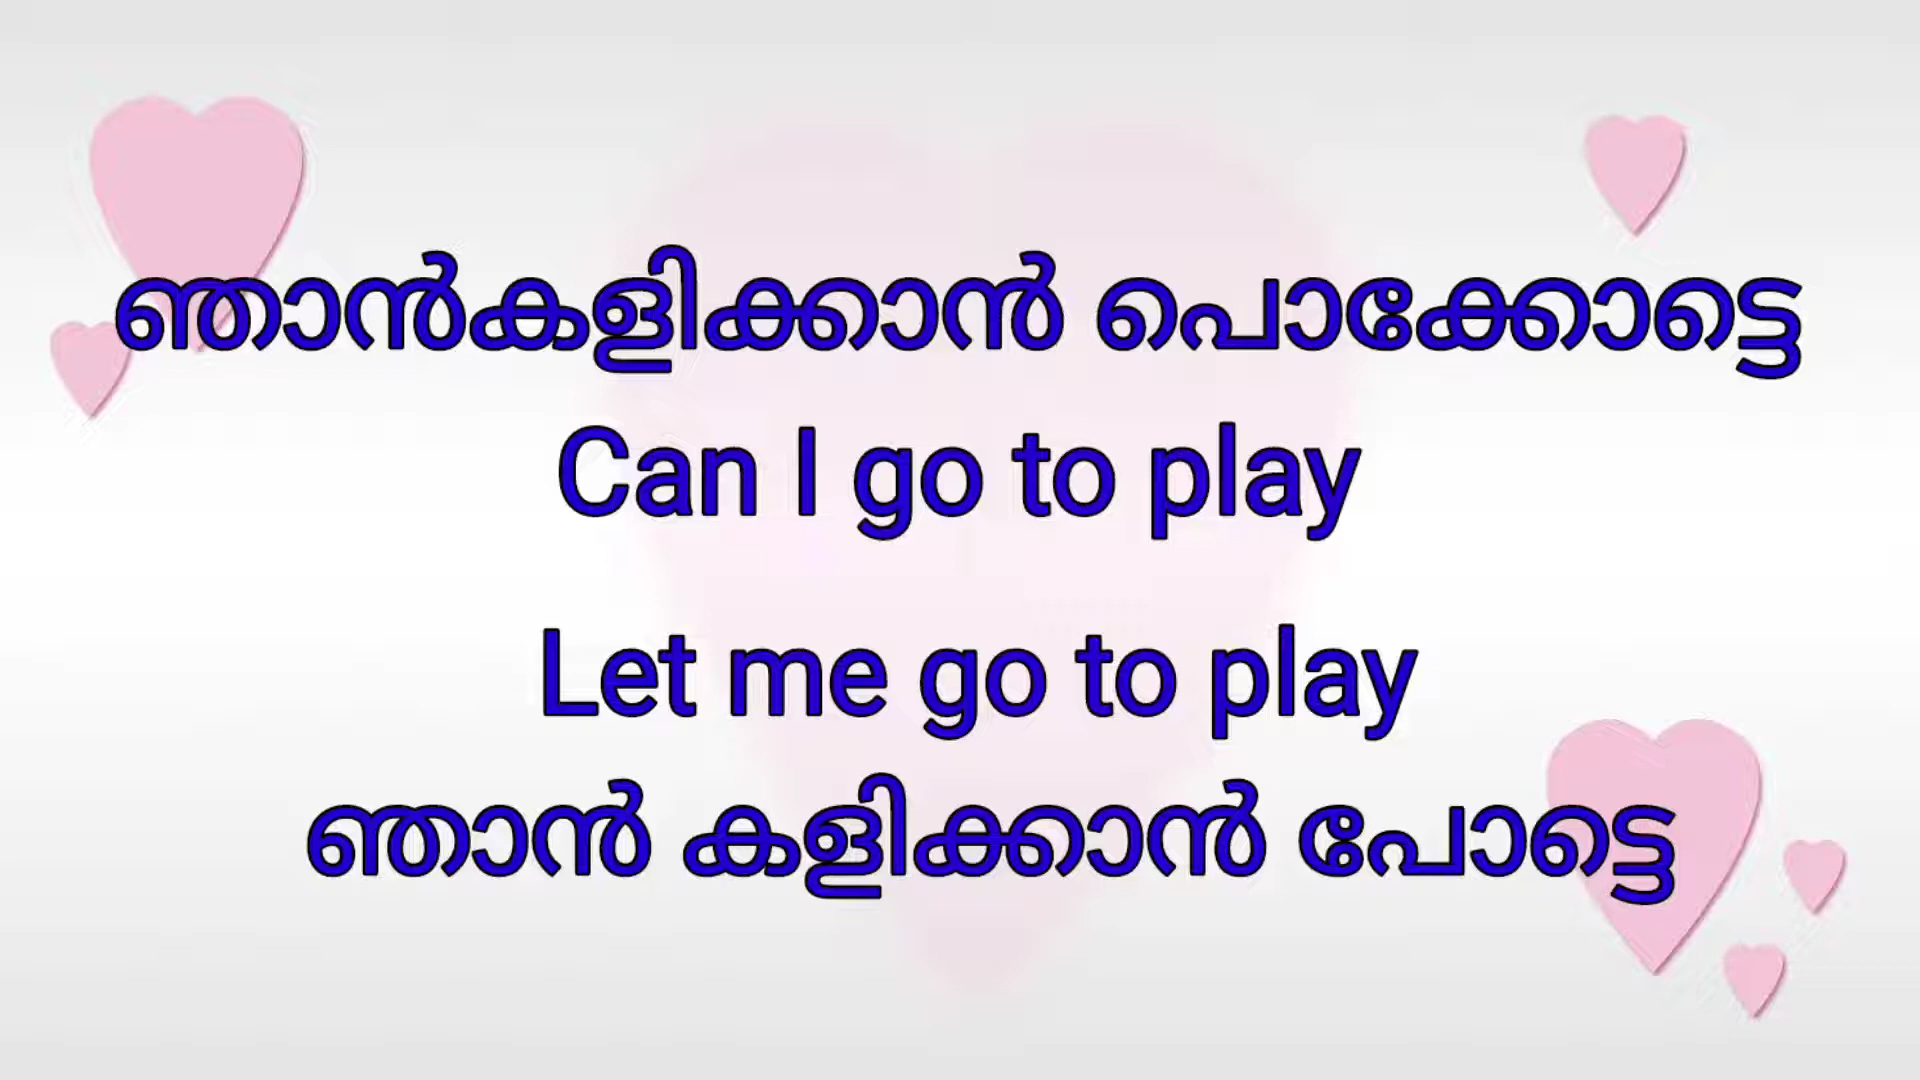 ഞാൻകളിക്കാൻ പൊക്കോട്ടെ
Can I go to play
Let me go to play
ഞാൻ കളിക്കാൻ പോട്ടെ